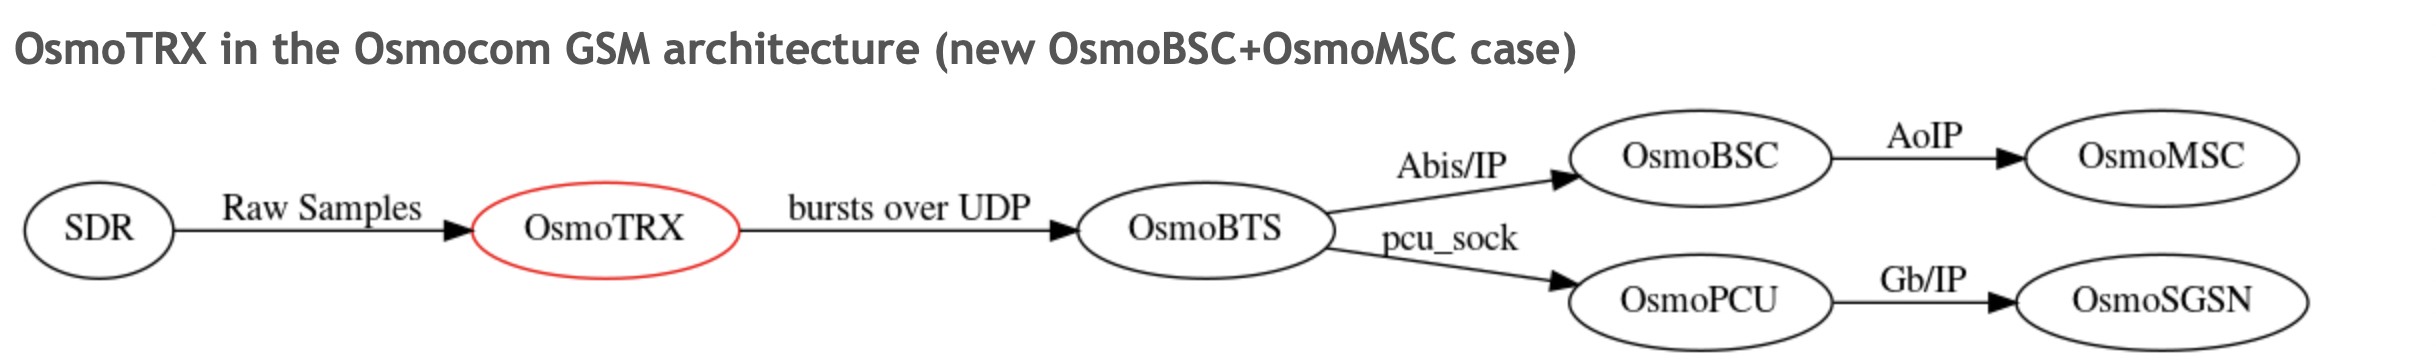 OsmoTRX in the Osmocom GSM architecture (new OsmoBSC+OsmoMSC case)
SDR
Raw Samples
OsmoTRX
bursts over UDP
OsmoBTS
Abis/IP
OsmoBSC
AoIP
OsmoMSC
pcu_sock
OsmoPCU
Gb/IP
OsmoSGSN